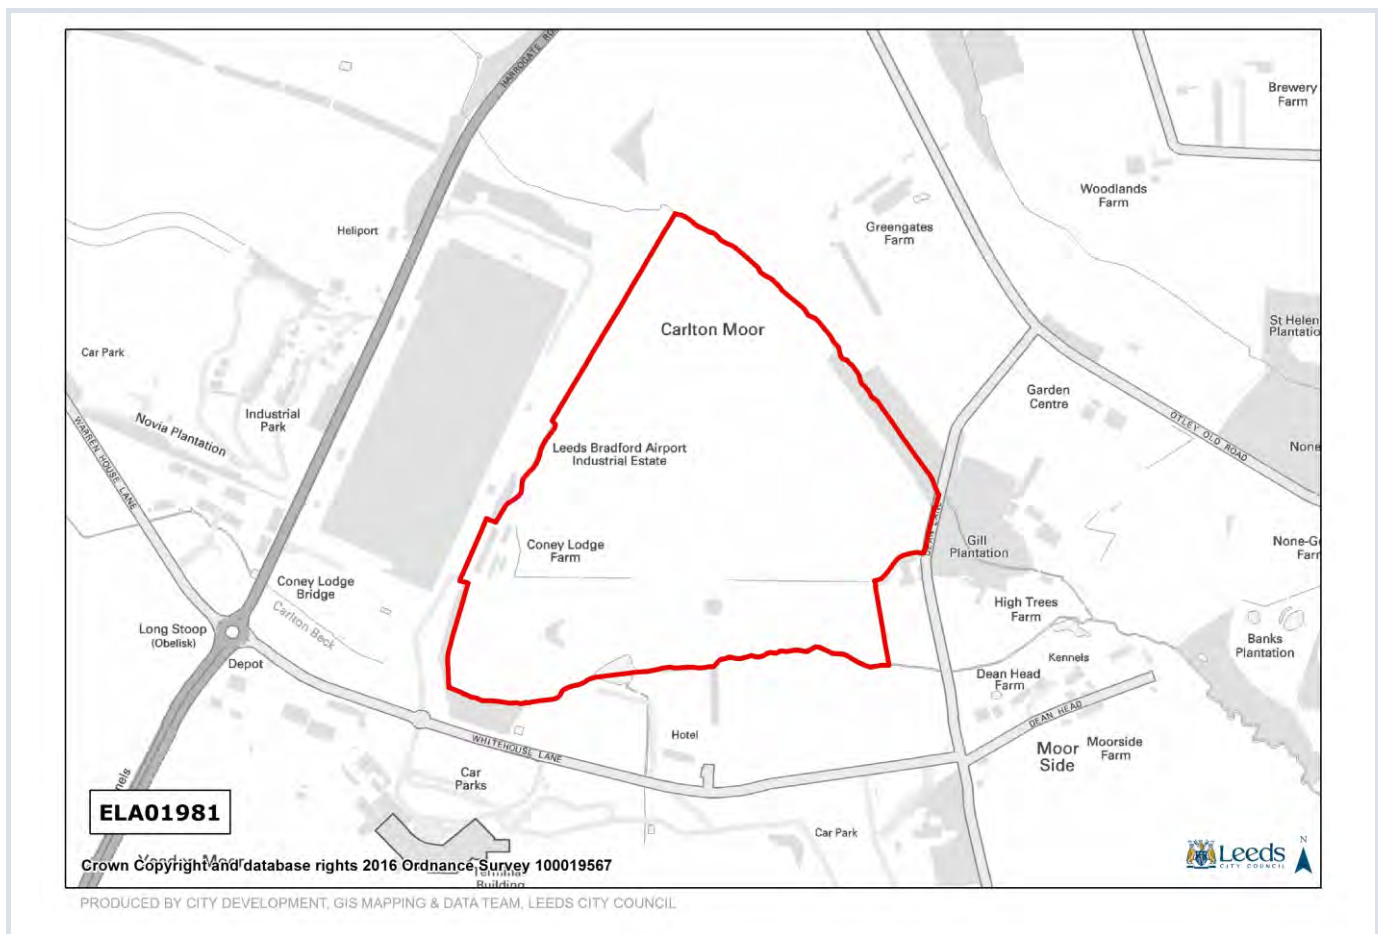 HARROGATE
Brewery
Farm
Woodlands
Farm
Heliport
Greengates
Farm
Carlton Moor
St Helen
Plantatio
Car Park
Garden
Centre
Industrial
Park
Novia Plantation
WARREN HOUSE LANE
OTLEY OLD ROAD
Leeds Bradford Airport
Industrial Estate
None
DEAN LANE
Coney Lodge
Farm
Gill
Plantation
None-G
Farr
Coney Lodge
Bridge
Carlton Beck
High Trees
Farm
Long Stoop
(Obelisk)
Banks
Plantation
Depot
Kennels
Dean Head
Farm
DEAN HEAD
Hotel
WHITEHOUSE LANE
Moor
Side
Moorside
Farm
Car
Parks
nels
ELA01981
Car Park
Leeds
CITY COUNCIL
N
Crown Copyright and database rights 2016 Ordnance Survey 100019567
Building
PRODUCED BY CITY DEVELOPMENT, GIS MAPPING & DATA TEAM, LEEDS CITY COUNCIL